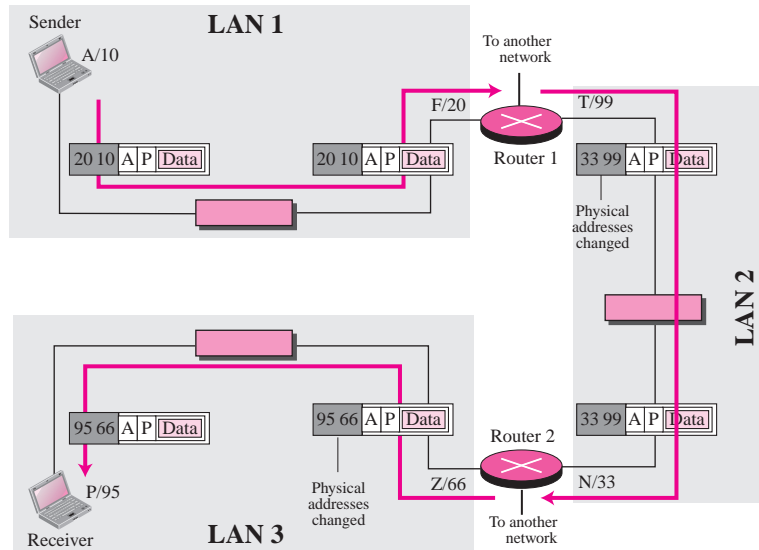 Sender
LAN 1
A/10
To another
network
F/20
T/99
Router 1
20 10 A P Data
20 10 A P Data
33 99 A P Data
Physical
addresses
changed
LAN 2
95 66 A P Data
95 66 A P Data
33 99 A P Data
Router 2
P/95
Physical
addresses
changed
Z/66
N/33
To another
network
Receiver
LAN 3